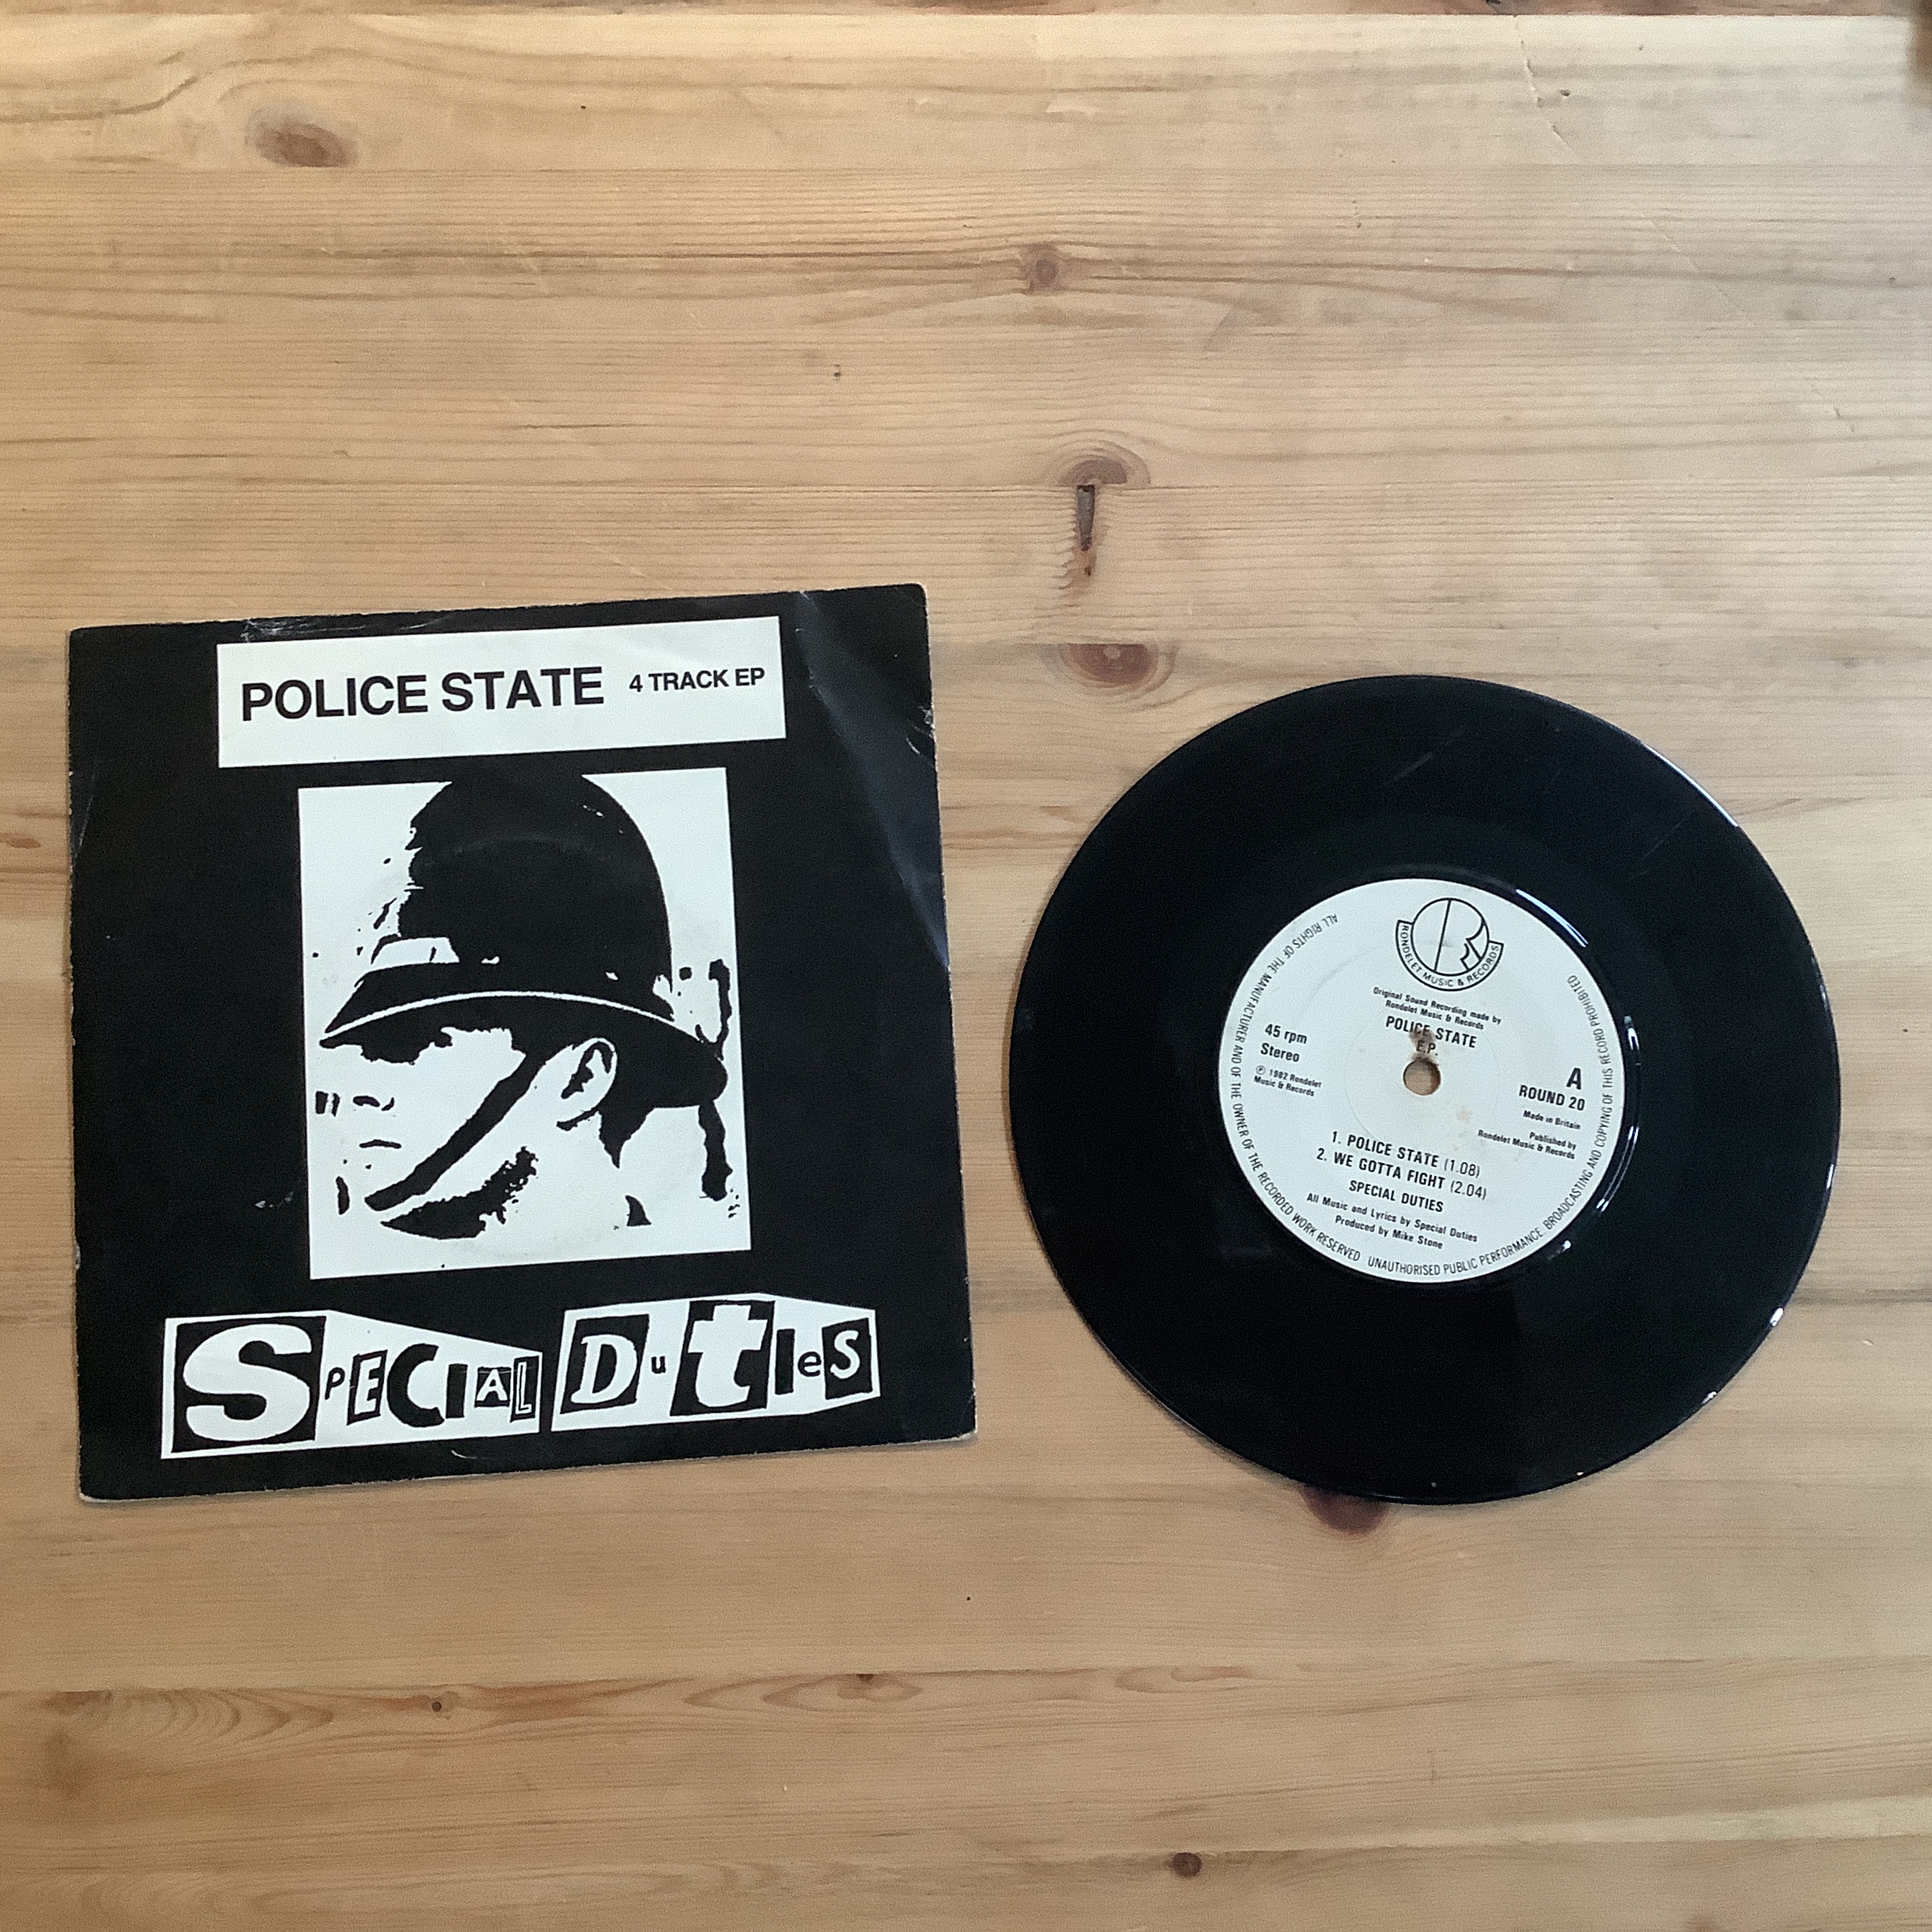 POLICE STATE 4 TRACK EP
SPECIAL DuTIeS
RONDELET MUSIC & RECORDS
Original Sound Recording made by
Rondelet Music & Records
POLICE STATE
E.P.
45 rpm
Stereo
℗ 1982 Rondelet
Music & Records
A
ROUND 20
Made in Britain
Published by
Rondelet Music & Records
1. POLICE STATE (1.08)
2. WE GOTTA FIGHT (2.04)
SPECIAL DUTIES
All Music and Lyrics by Special Duties
Produced by Mike Stone
ALL RIGHTS OF THE MANUFACTURER AND OF THE OWNER OF THE RECORDED WORK RESERVED UNAUTHORISED PUBLIC PERFORMANCE BROADCASTING AND COPYING OF THIS RECORD PROHIBITED